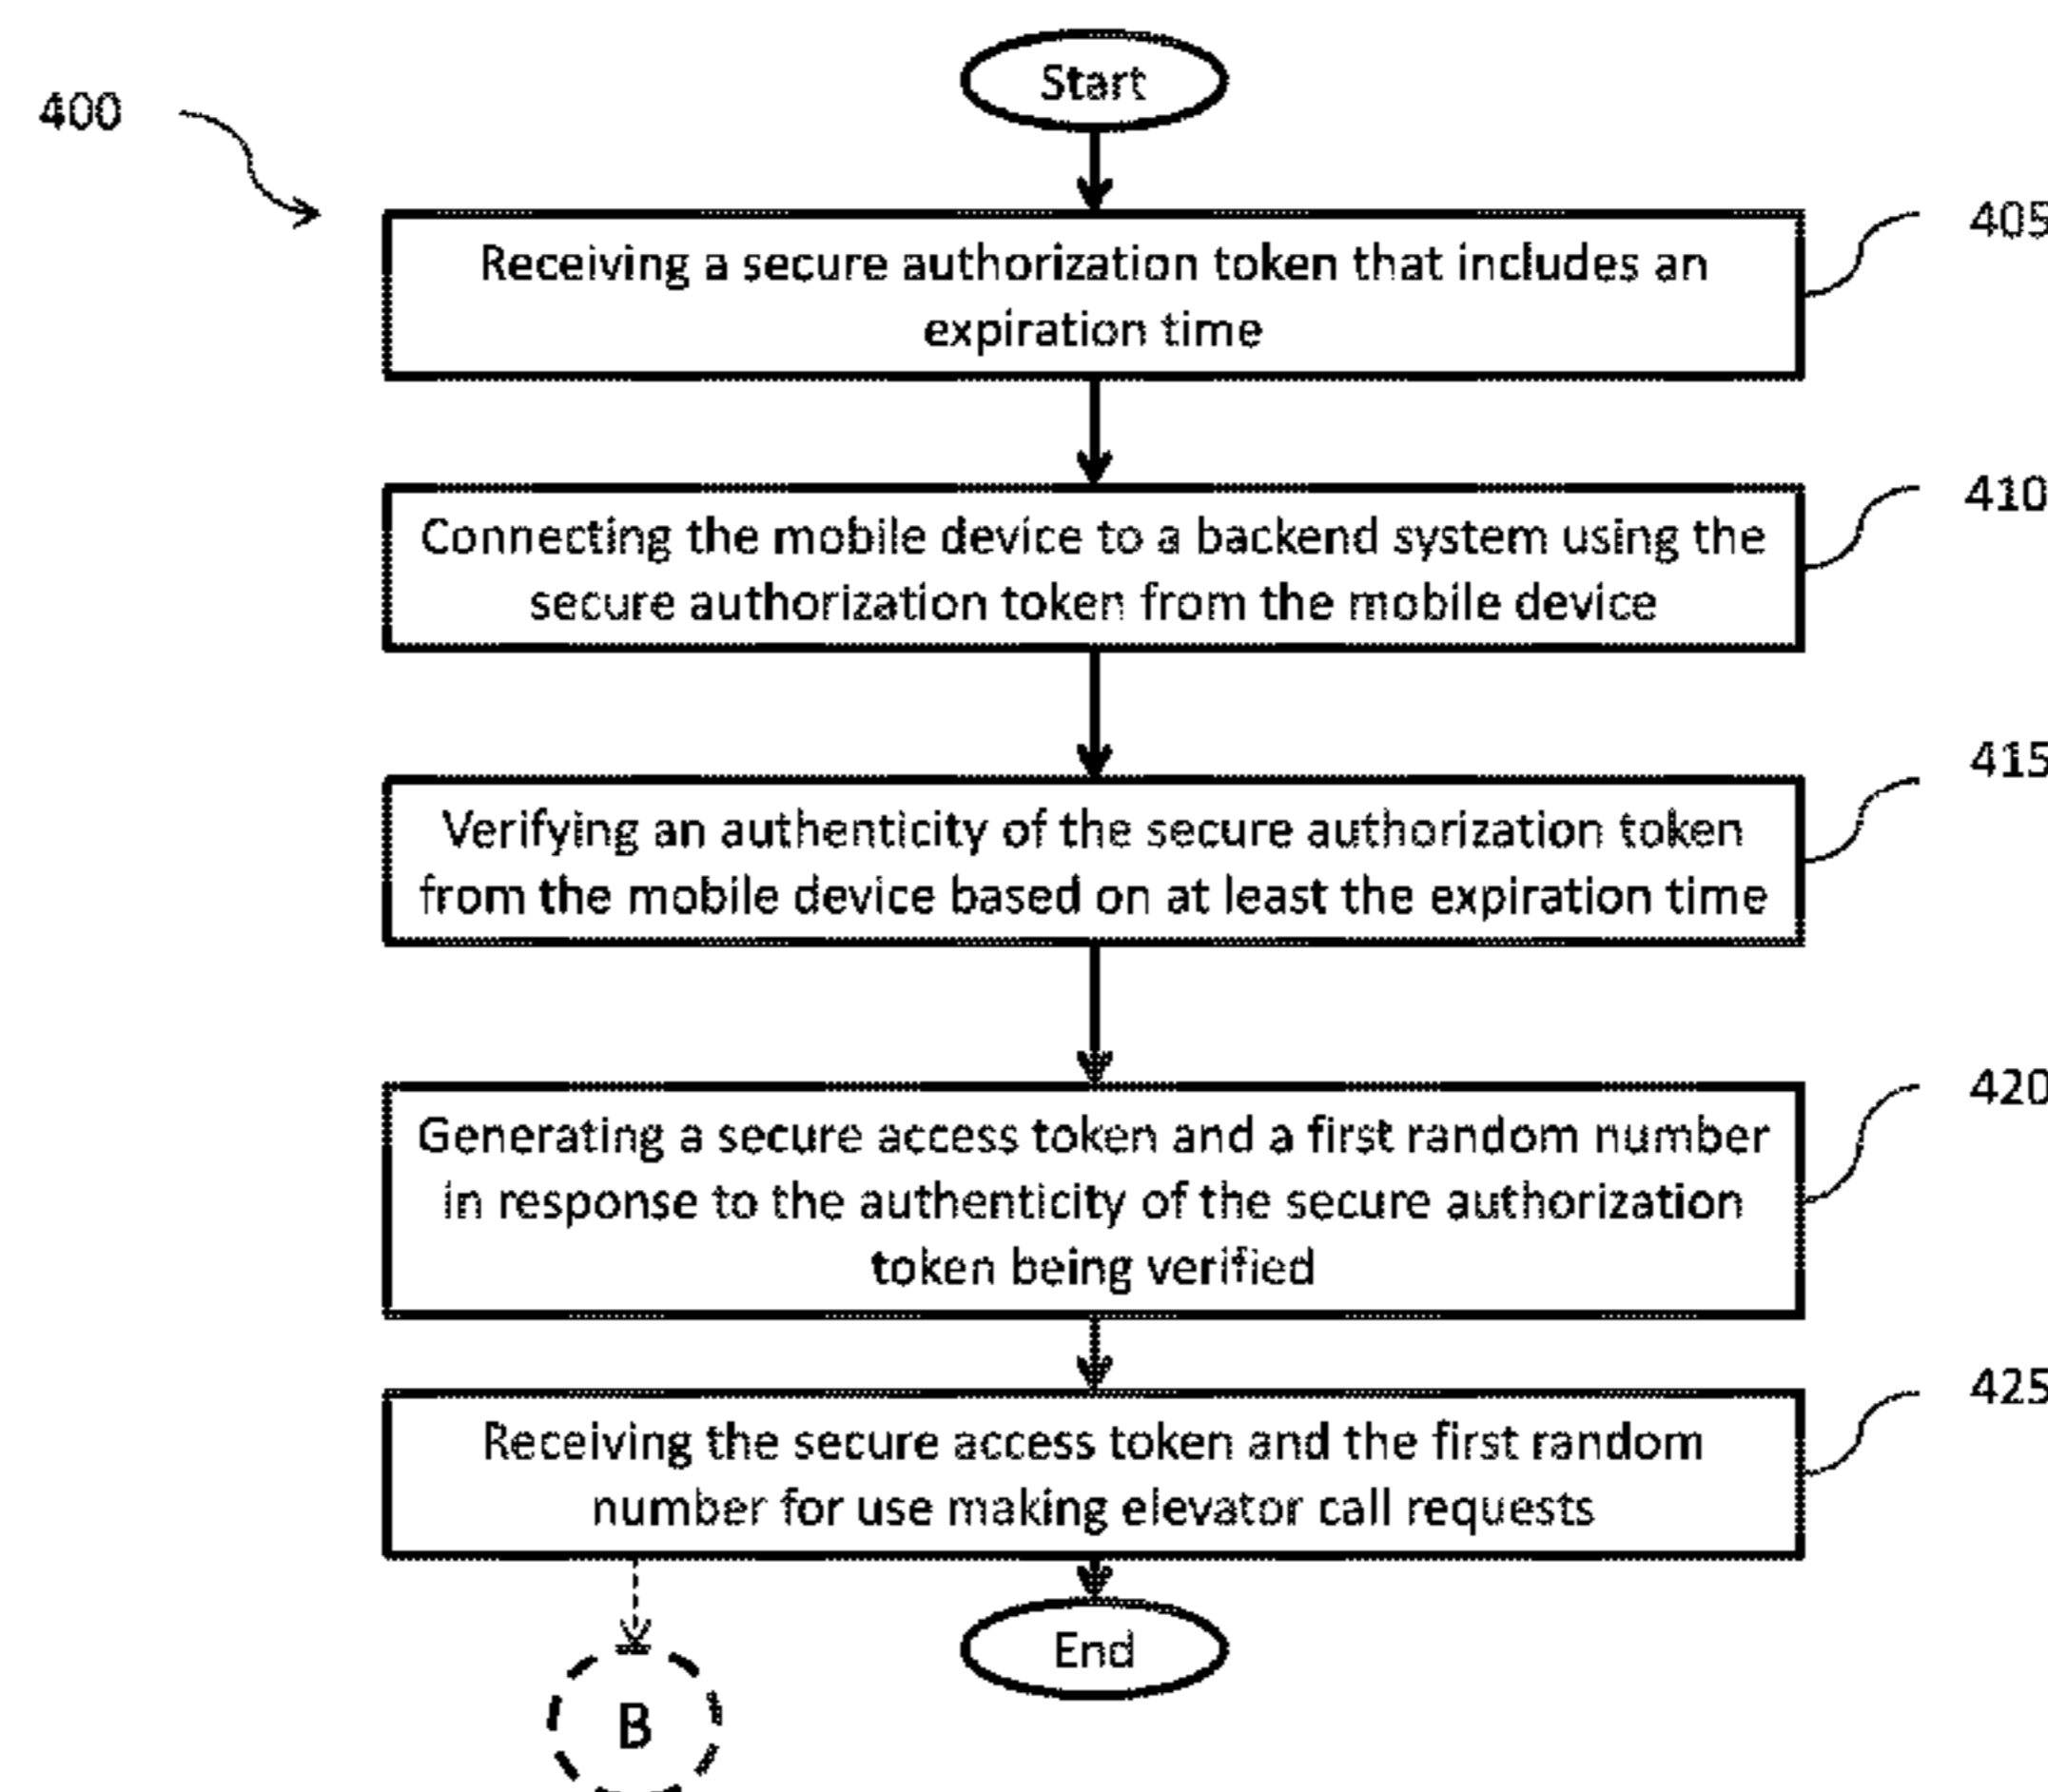 Start
400
405
Receiving a secure authorization token that includes an
expiration time
410
Connecting the mobile device to a backend system using the
secure authorization token from the mobile device
415
Verifying an authenticity of the secure authorization token
from the mobile device based on at least the expiration time
420
Generating a secure access token and a first random number
in response to the authenticity of the secure authorization
token being verified
425
Receiving the secure access token and the first random
number for use making elevator call requests
End
B